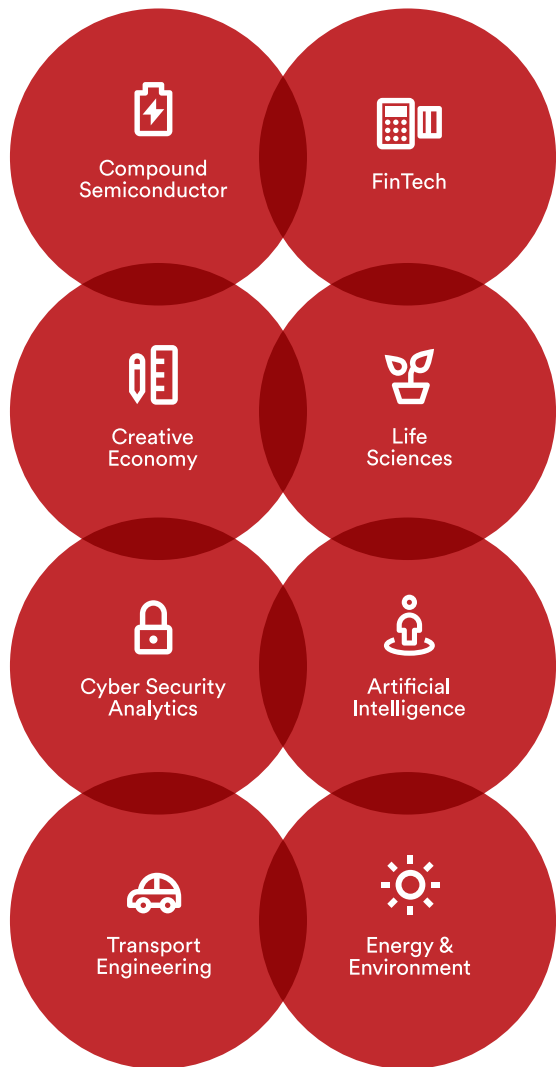 Compound
Semiconductor
FinTech
Creative
Economy
Life
Sciences
Cyber Security
Analytics
Artificial
Intelligence
Transport
Engineering
Energy &
Environment